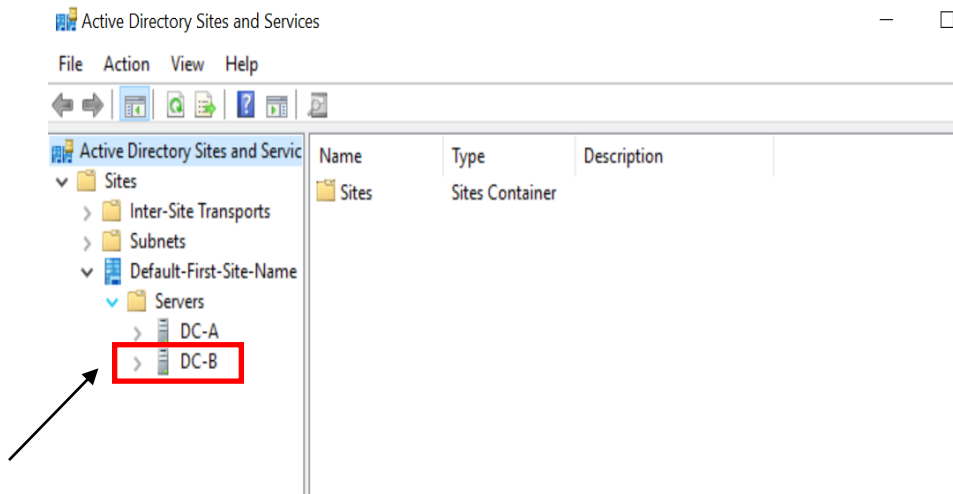 Active Directory Sites and Services
File Action View Help
Active Directory Sites and Servic
Name Type Description
Sites
Sites Sites Container
Inter-Site Transports
Subnets
Default-First-Site-Name
Servers
DC-A
DC-B